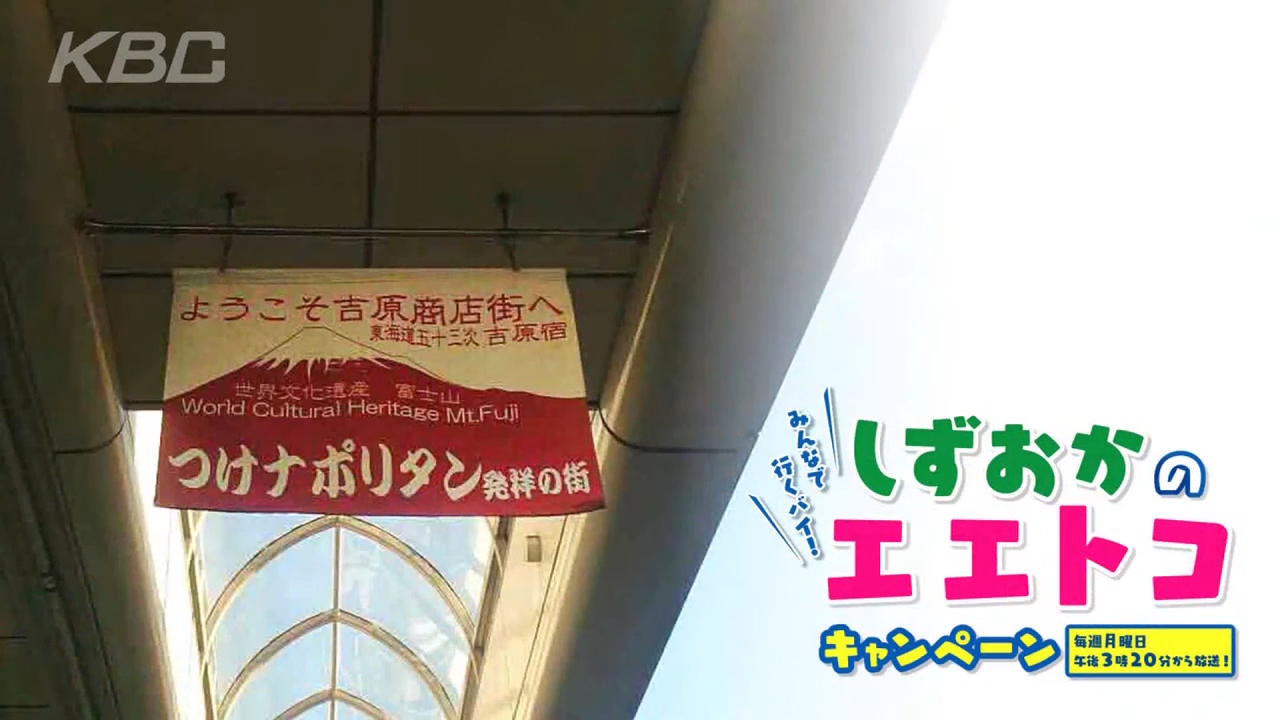 KBC
ようこそ吉原商店街へ
東海道五十三次 吉原宿
世界文化遺産 富士山
World Cultural Heritage Mt.Fuji
つけナポリタン発祥の街
みんなで
行くバイ!
しずおかの
エエトコ
キャンペーン
毎週月曜日
午後3時20分から放送!